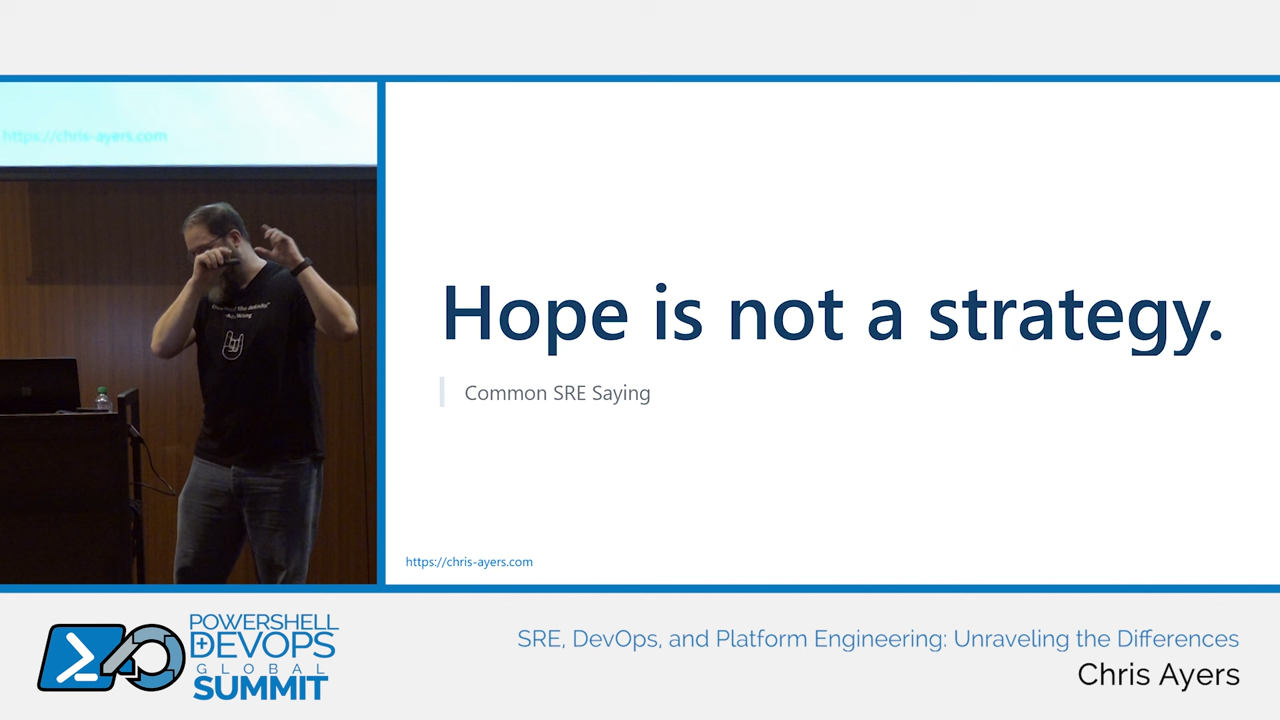 https://chris-ayers.com
Hope is not a strategy.
Common SRE Saying
https://chris-ayers.com
POWERSHELL
DEVOPS
GLOBAL
SUMMIT
SRE, DevOps, and Platform Engineering: Unraveling the Differences
Chris Ayers